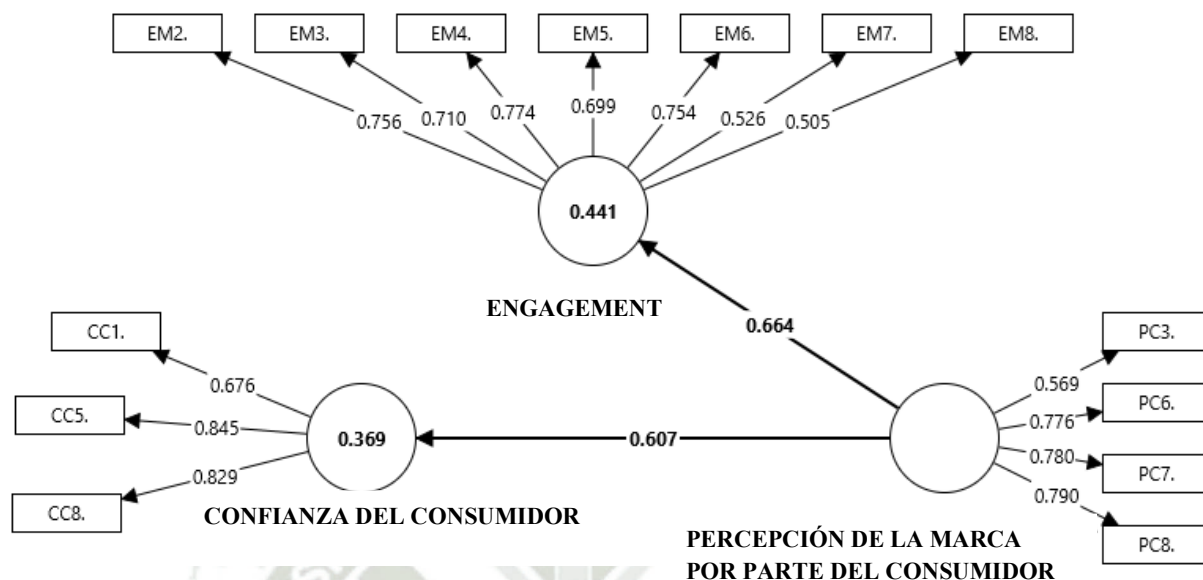 EM2. EM3. EM4. EM5. EM6. EM7. EM8.
0.756 0.710 0.774 0.699 0.754 0.526 0.505
0.441
ENGAGEMENT
0.664
CC1.
CC5.
CC8.
0.676
0.845
0.829
0.369
CONFIANZA DEL CONSUMIDOR
0.607
PC3.
PC6.
PC7.
PC8.
0.569
0.776
0.780
0.790
PERCEPCIÓN DE LA MARCA
POR PARTE DEL CONSUMIDOR